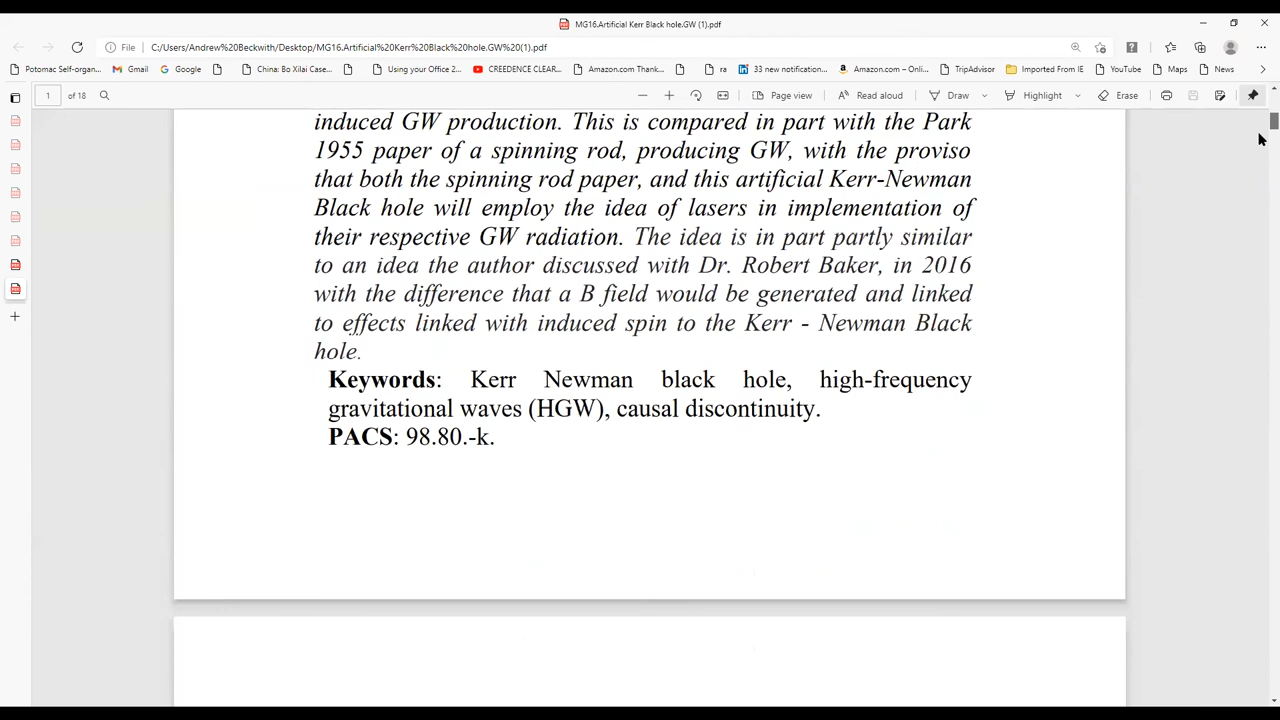 MG16.Artificial Kerr Black hole.GW (1).pdf
File C:/Users/Andrew%20Beckwith/Desktop/MG16.Artificial%20Kerr%20Black%20hole.GW%20(1).pdf
Potomac Self-organ... Gmail Google China: Bo Xilai Case... Using your Office 2... CREEDENCE CLEAR... Amazon.com Thank... ra 33 new notification... Amazon.com – Onli... TripAdvisor Imported From IE YouTube Maps News
1 of 18 Page view Read aloud Draw Highlight Erase
induced GW production. This is compared in part with the Park
1955 paper of a spinning rod, producing GW, with the proviso
that both the spinning rod paper, and this artificial Kerr-Newman
Black hole will employ the idea of lasers in implementation of
their respective GW radiation. The idea is in part partly similar
to an idea the author discussed with Dr. Robert Baker, in 2016
with the difference that a B field would be generated and linked
to effects linked with induced spin to the Kerr - Newman Black
hole.
Keywords: Kerr Newman black hole, high-frequency
gravitational waves (HGW), causal discontinuity.
PACS: 98.80.-k.